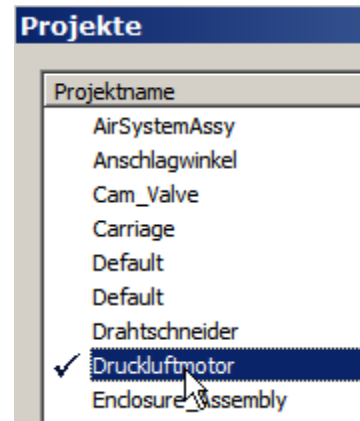 Projekte
Projektname
AirSystemAssy
Anschlagwinkel
Cam_Valve
Carriage
Default
Default
Drahtschneider
Druckluftmotor
Enclosure_Assembly